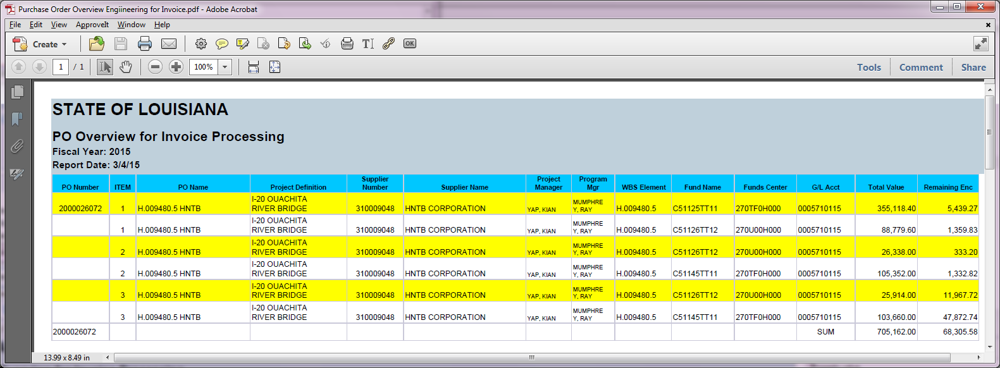 Purchase Order Overview Engiineering for Invoice.pdf - Adobe Acrobat
File Edit View ApproveIt Window Help
Create
OK
1 / 1 100% Tools Comment Share
STATE OF LOUISIANA
PO Overview for Invoice Processing
Fiscal Year: 2015
Report Date: 3/4/15
PO Number ITEM PO Name Project Definition Supplier Number Supplier Name Project Manager Program Mgr WBS Element Fund Name Funds Center G/L Acct Total Value Remaining Enc
2000026072 1 H.009480.5 HNTB I-20 OUACHITA RIVER BRIDGE 310009048 HNTB CORPORATION YAP, KIAN MUMPHRE Y, RAY H.009480.5 C51125TT11 270TF0H000 0005710115 355,118.40 5,439.27
1 H.009480.5 HNTB I-20 OUACHITA RIVER BRIDGE 310009048 HNTB CORPORATION YAP, KIAN MUMPHRE Y, RAY H.009480.5 C51126TT12 270U00H000 0005710115 88,779.60 1,359.83
2 H.009480.5 HNTB I-20 OUACHITA RIVER BRIDGE 310009048 HNTB CORPORATION YAP, KIAN MUMPHRE Y, RAY H.009480.5 C51126TT12 270U00H000 0005710115 26,338.00 333.20
2 H.009480.5 HNTB I-20 OUACHITA RIVER BRIDGE 310009048 HNTB CORPORATION YAP, KIAN MUMPHRE Y, RAY H.009480.5 C51145TT11 270TF0H000 0005710115 105,352.00 1,332.82
3 H.009480.5 HNTB I-20 OUACHITA RIVER BRIDGE 310009048 HNTB CORPORATION YAP, KIAN MUMPHRE Y, RAY H.009480.5 C51126TT12 270U00H000 0005710115 25,914.00 11,967.72
3 H.009480.5 HNTB I-20 OUACHITA RIVER BRIDGE 310009048 HNTB CORPORATION YAP, KIAN MUMPHRE Y, RAY H.009480.5 C51145TT11 270TF0H000 0005710115 103,660.00 47,872.74
2000026072 SUM 705,162.00 68,305.58
13.99 x 8.49 in